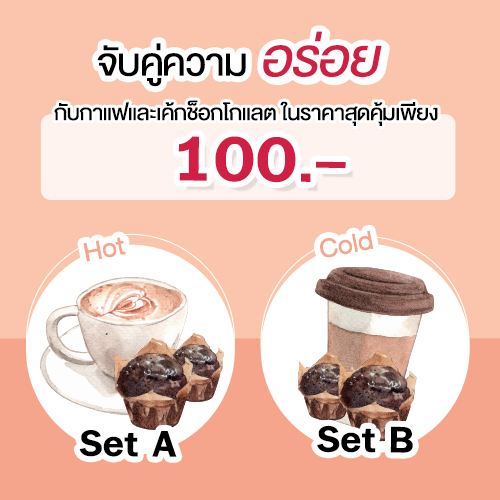 จับคู่ความ อร่อย
กับกาแฟและเค้กช็อกโกแลต ในราคาสุดคุ้มเพียง
100.–
Hot
Cold
Set A
Set B